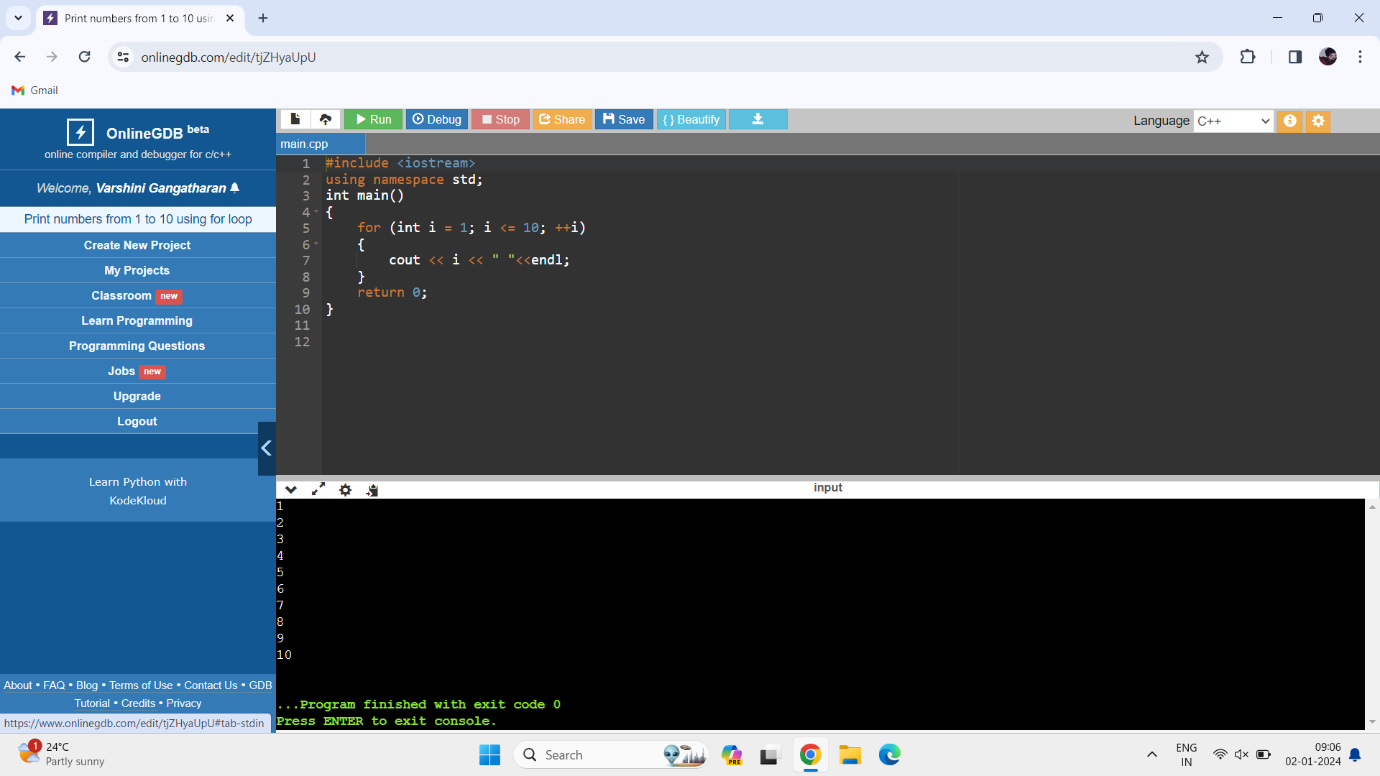 Print numbers from 1 to 10 usin
onlinegdb.com/edit/tjZHyaUpU
Gmail
OnlineGDB beta
online compiler and debugger for c/c++
Welcome, Varshini Gangatharan
Print numbers from 1 to 10 using for loop
Create New Project
My Projects
Classroom new
Learn Programming
Programming Questions
Jobs new
Upgrade
Logout
Learn Python with
KodeKloud
About • FAQ • Blog • Terms of Use • Contact Us • GDB
Tutorial • Credits • Privacy
https://www.onlinegdb.com/edit/tjZHyaUpU#tab-stdin
Run Debug Stop Share Save { } Beautify
Language C++
main.cpp
1 #include <iostream>
2 using namespace std;
3 int main()
4 {
5 for (int i = 1; i <= 10; ++i)
6 {
7 cout << i << " "<<endl;
8 }
9 return 0;
10 }
11
12
input
1
2
3
4
5
6
7
8
9
10
...Program finished with exit code 0
Press ENTER to exit console.
1
24°C
Partly sunny
Search
PRE
ENG
IN
09:06
02-01-2024